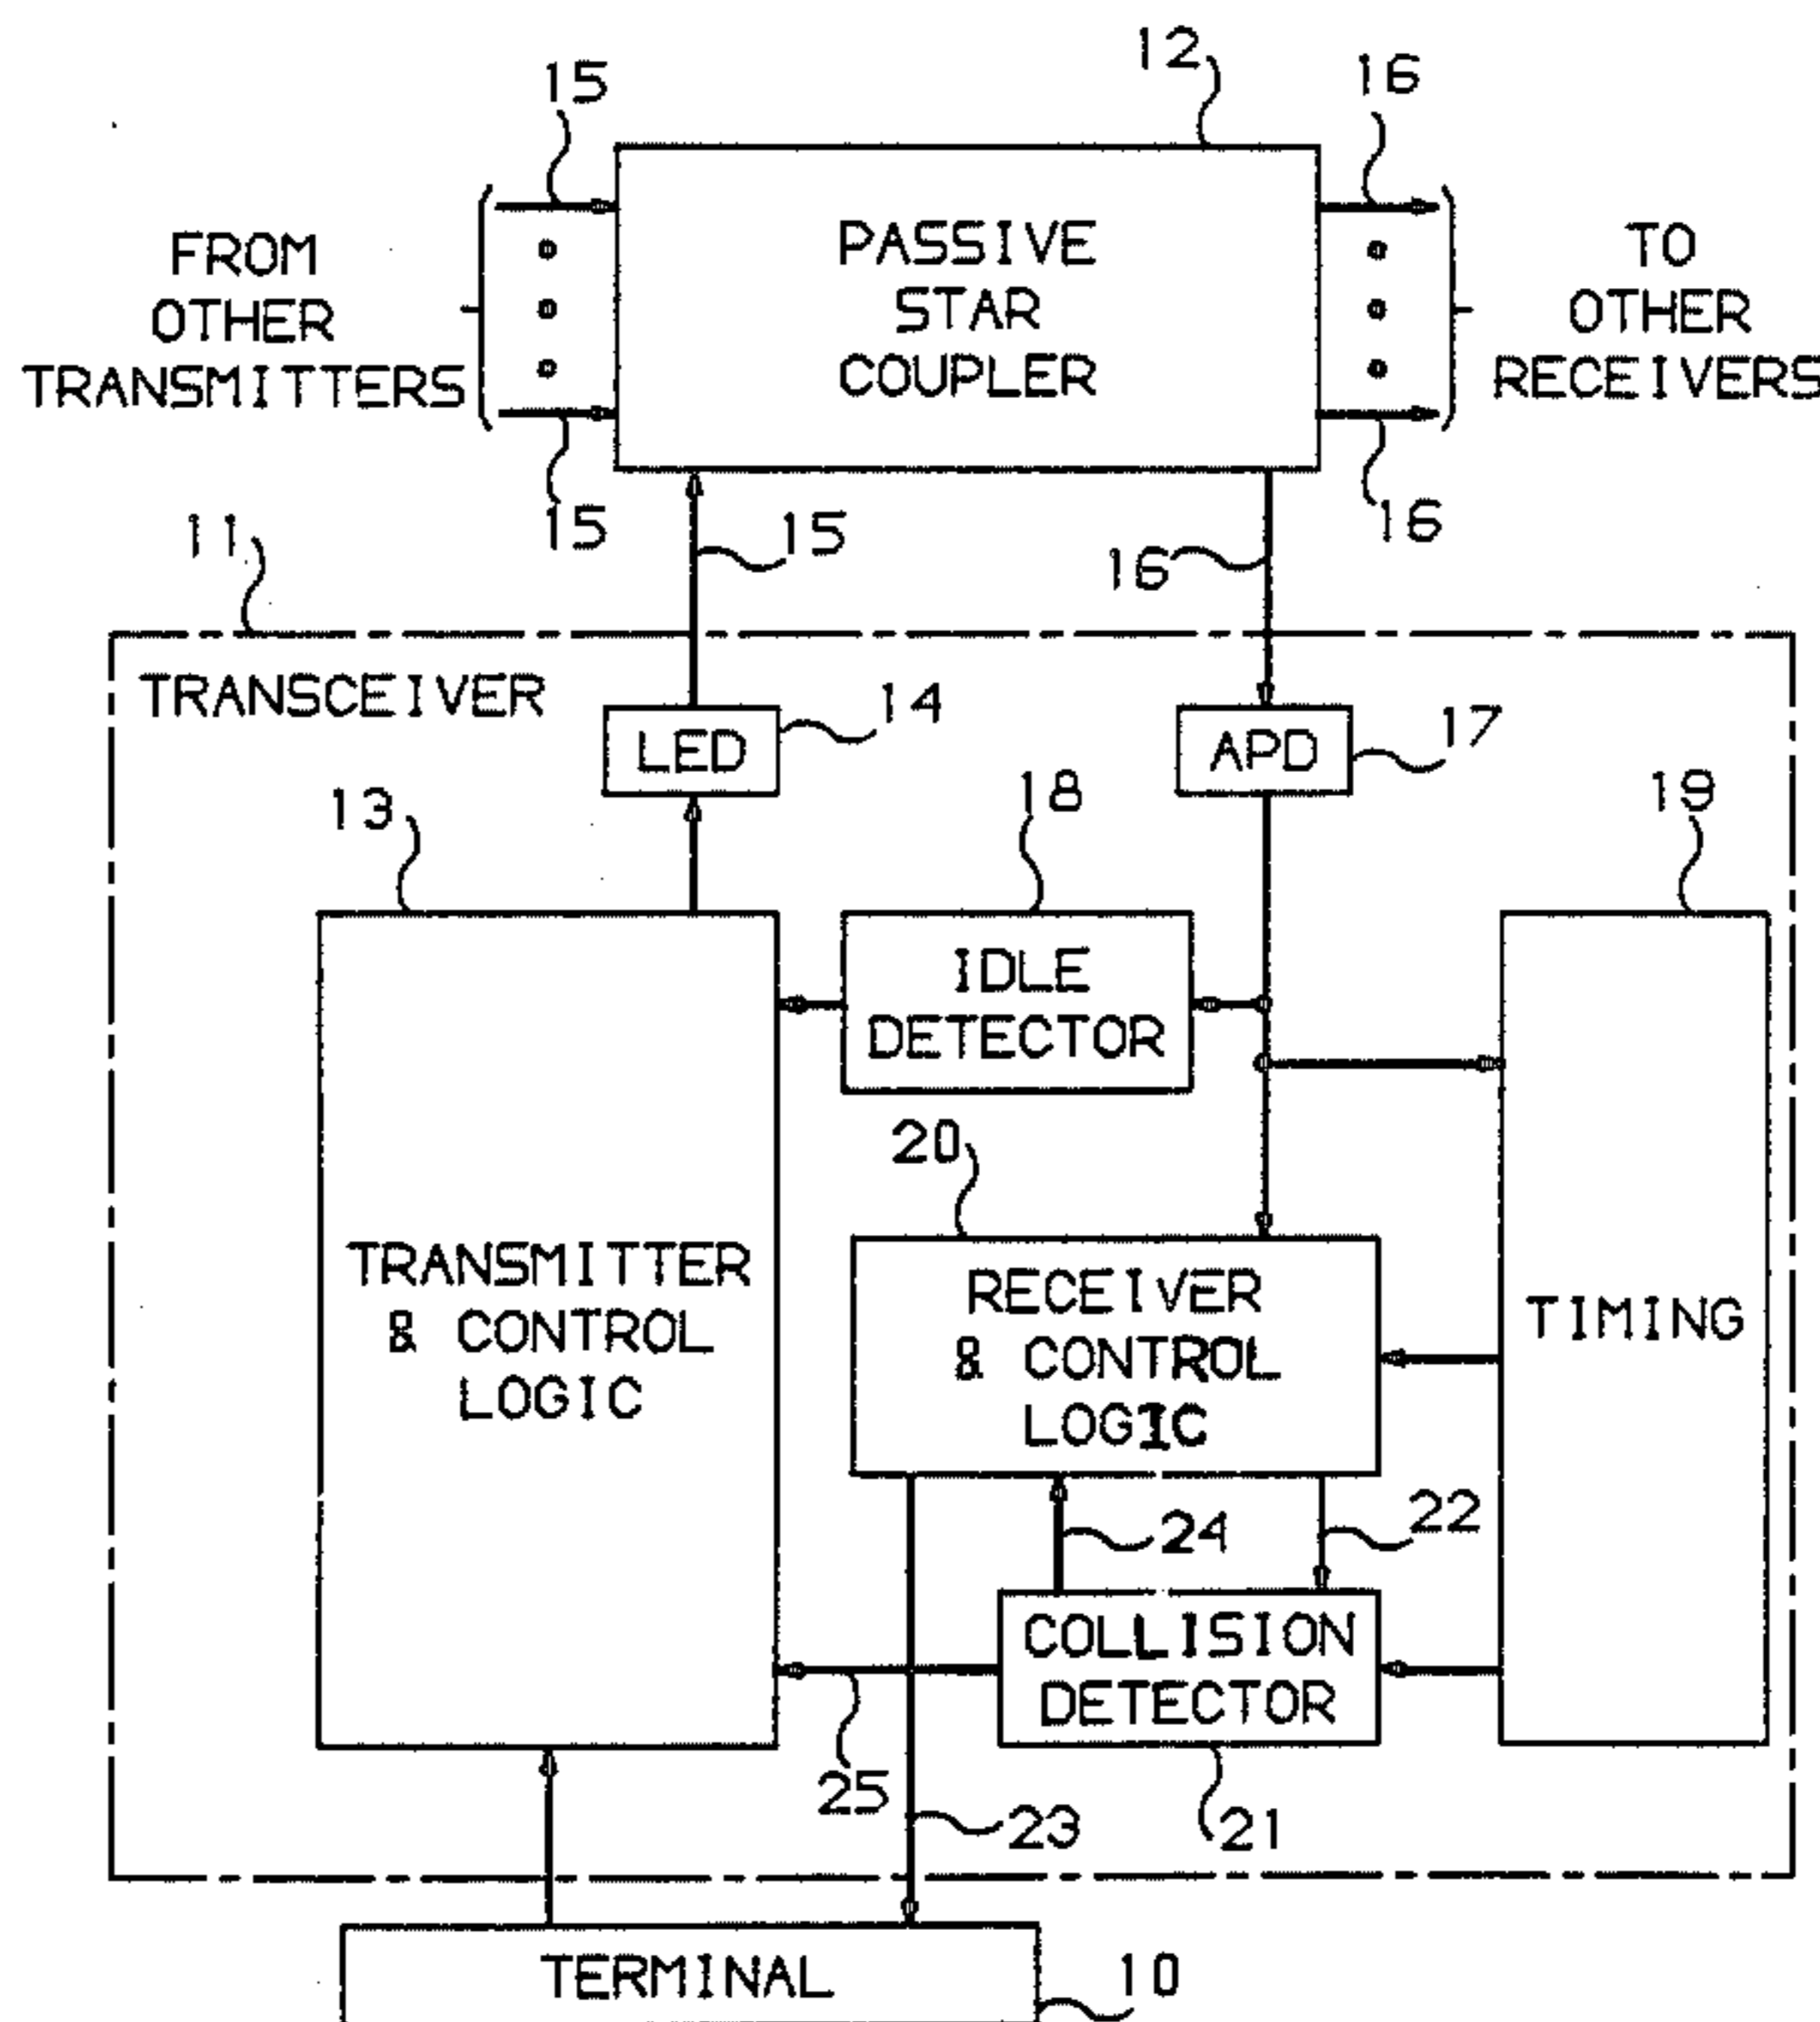 12
15
16
FROM
OTHER
TRANSMITTERS
PASSIVE
STAR
COUPLER
TO
OTHER
RECEIVERS
15
16
11
15
16
TRANSCEIVER
14
LED
17
APD
13
18
19
IDLE
DETECTOR
20
TRANSMITTER
& CONTROL
LOGIC
RECEIVER
& CONTROL
LOGIC
TIMING
24
22
COLLISION
DETECTOR
25
23
21
TERMINAL
10